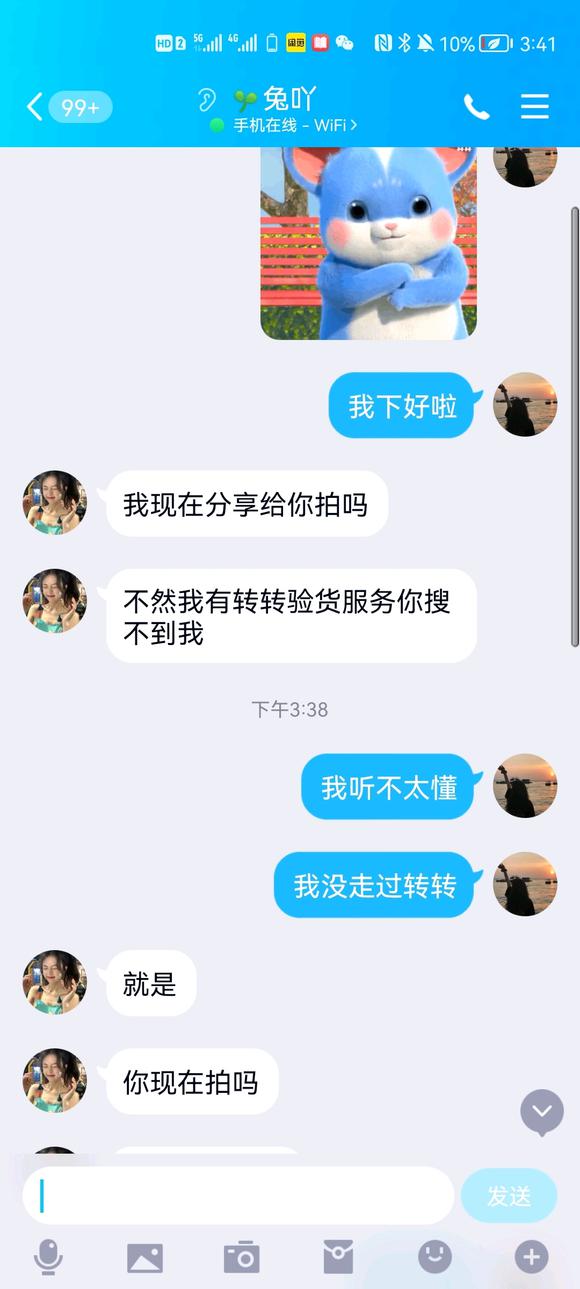 HD 2 5G 4G 闲鱼 10% 3:41
99+
兔吖
手机在线 - WiFi
我下好啦
我现在分享给你拍吗
不然我有转转验货服务你搜
不到我
下午3:38
我听不太懂
我没走过转转
就是
你现在拍吗
发送